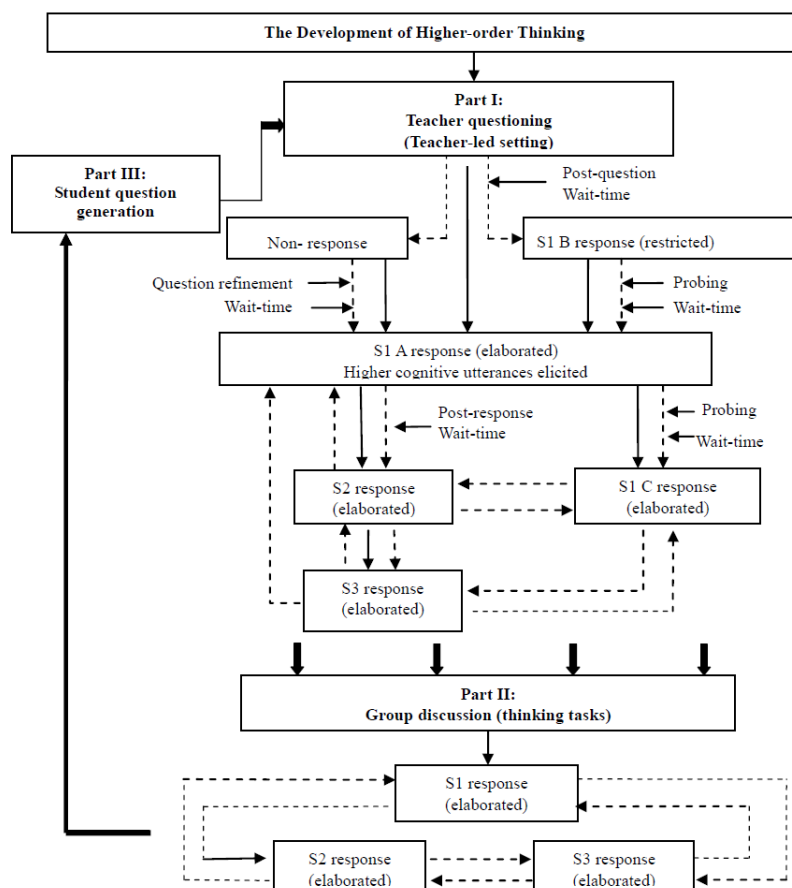 The Development of Higher-order Thinking
Part I:
Teacher questioning
(Teacher-led setting)
Part III:
Student question
generation
Post-question
Wait-time
Non- response
S1 B response (restricted)
Question refinement
Wait-time
Probing
Wait-time
S1 A response (elaborated)
Higher cognitive utterances elicited
Post-response
Wait-time
Probing
Wait-time
S2 response
(elaborated)
S1 C response
(elaborated)
S3 response
(elaborated)
Part II:
Group discussion (thinking tasks)
S1 response
(elaborated)
S2 response
(elaborated)
S3 response
(elaborated)